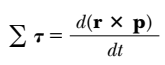 Σ τ = d(r × p)/dt